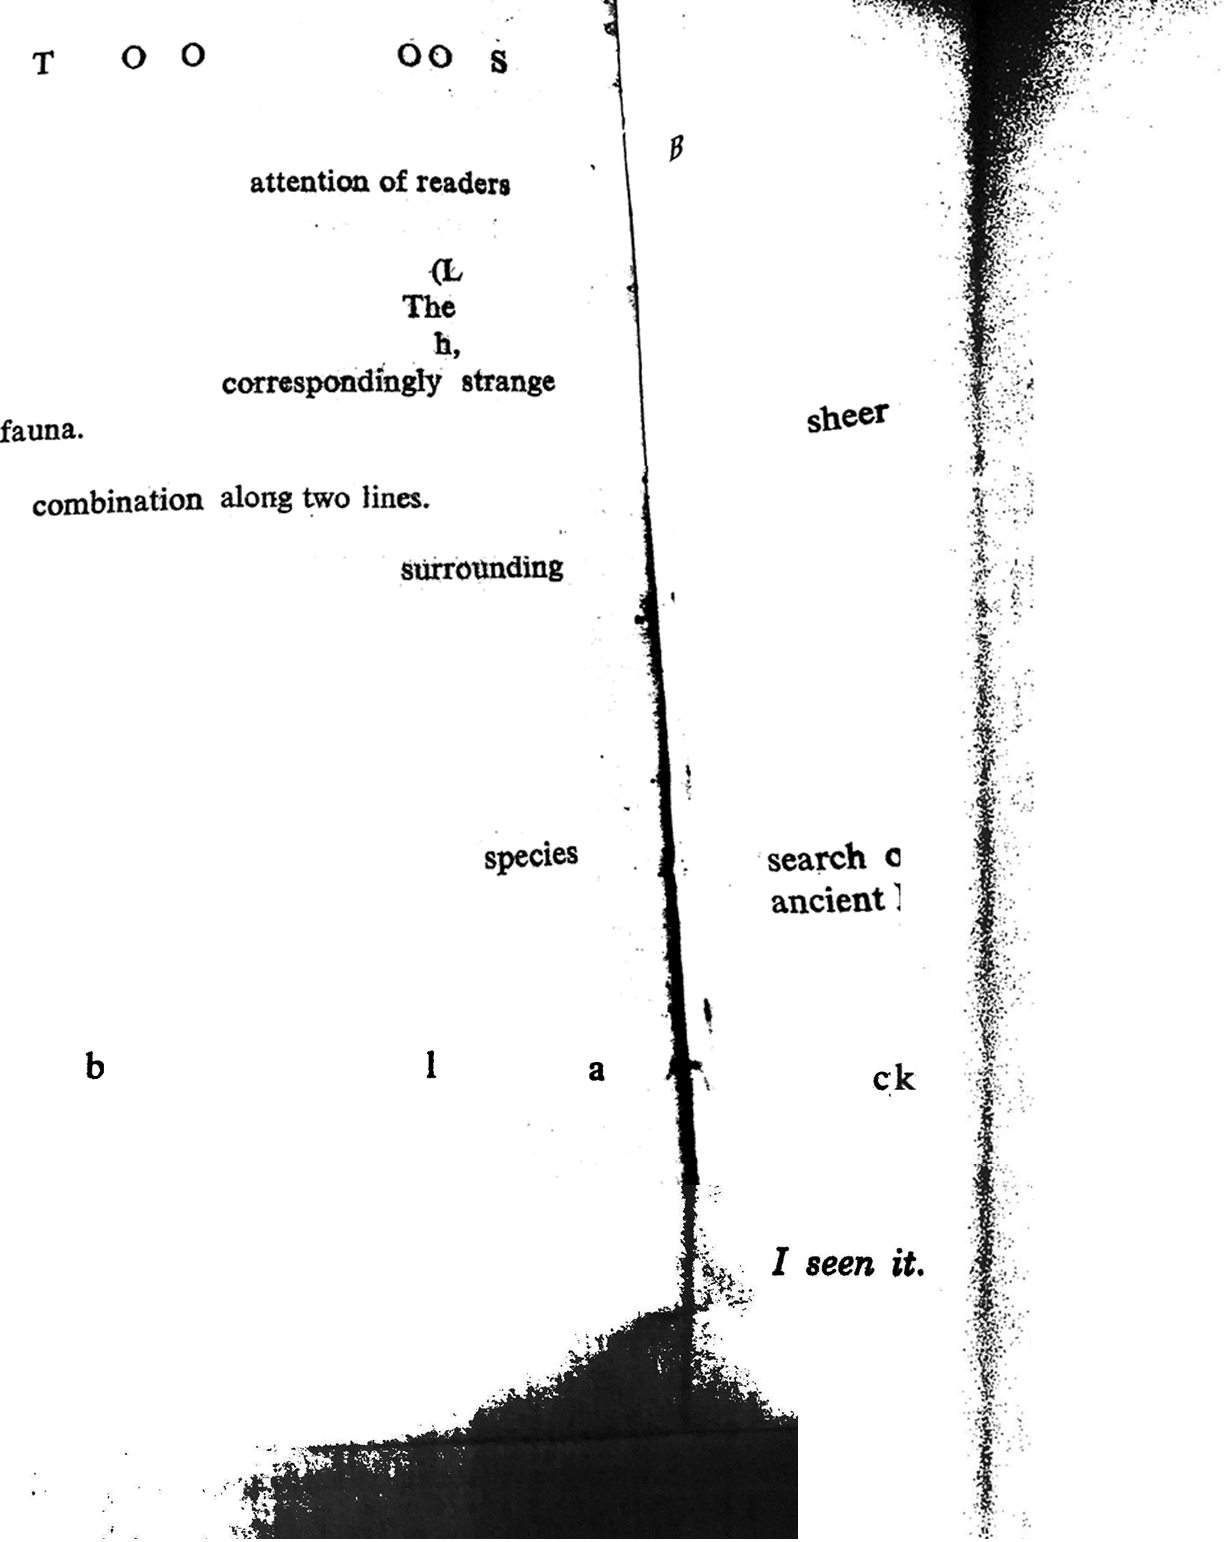 T O O OO S
B
attention of readers
(L
The
h,
correspondingly strange
sheer
fauna.
combination along two lines.
surrounding
species
search
ancient
b l a ck
I seen it.